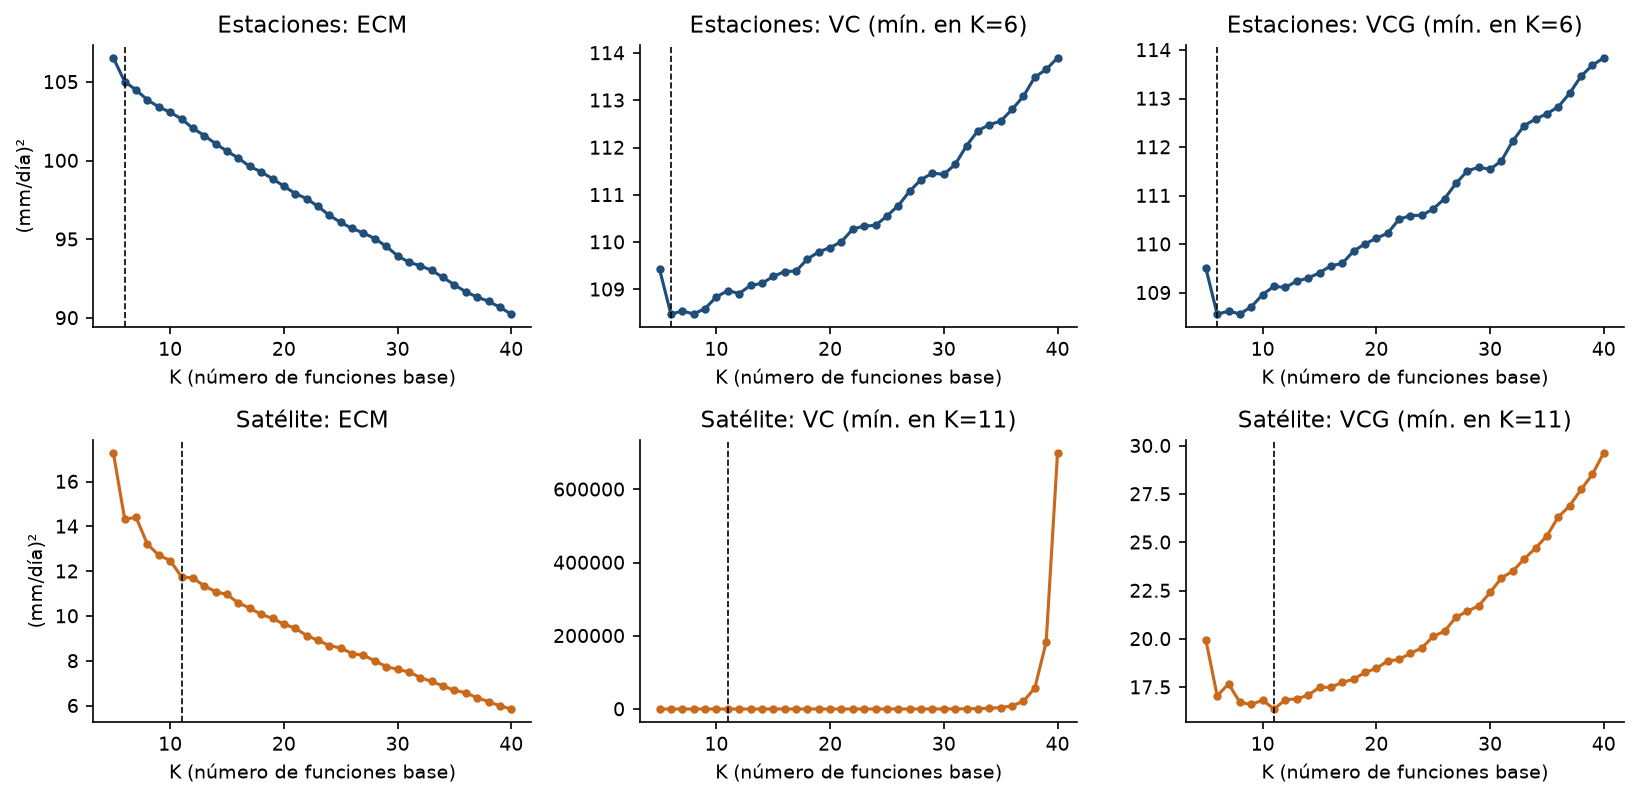 Estaciones: ECM
Estaciones: VC (mín. en K=6)
Estaciones: VCG (mín. en K=6)
(mm/día)²
105
100
95
90
10 20 30 40
K (número de funciones base)
114
113
112
111
110
109
10 20 30 40
K (número de funciones base)
114
113
112
111
110
109
10 20 30 40
K (número de funciones base)
Satélite: ECM
Satélite: VC (mín. en K=11)
Satélite: VCG (mín. en K=11)
(mm/día)²
16
14
12
10
8
6
10 20 30 40
K (número de funciones base)
600000
400000
200000
0
10 20 30 40
K (número de funciones base)
30.0
27.5
25.0
22.5
20.0
17.5
10 20 30 40
K (número de funciones base)